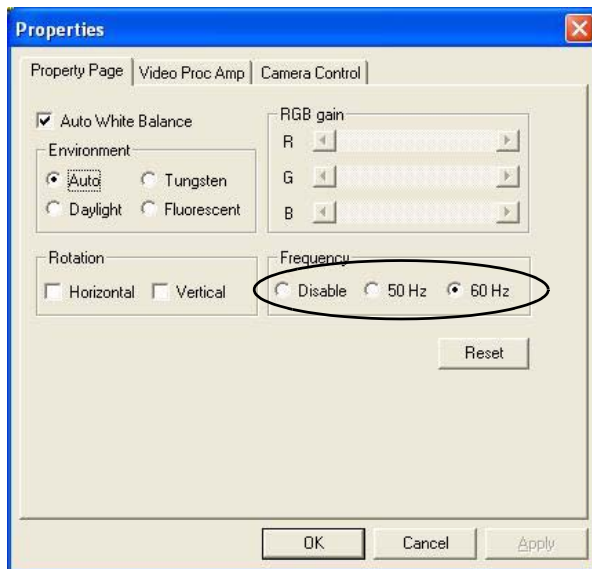 Properties
Property Page Video Proc Amp Camera Control
Auto White Balance
Environment
Auto Tungsten
Daylight Fluorescent
RGB gain
R
G
B
Rotation
Horizontal Vertical
Frequency
Disable 50 Hz 60 Hz
Reset
OK Cancel Apply